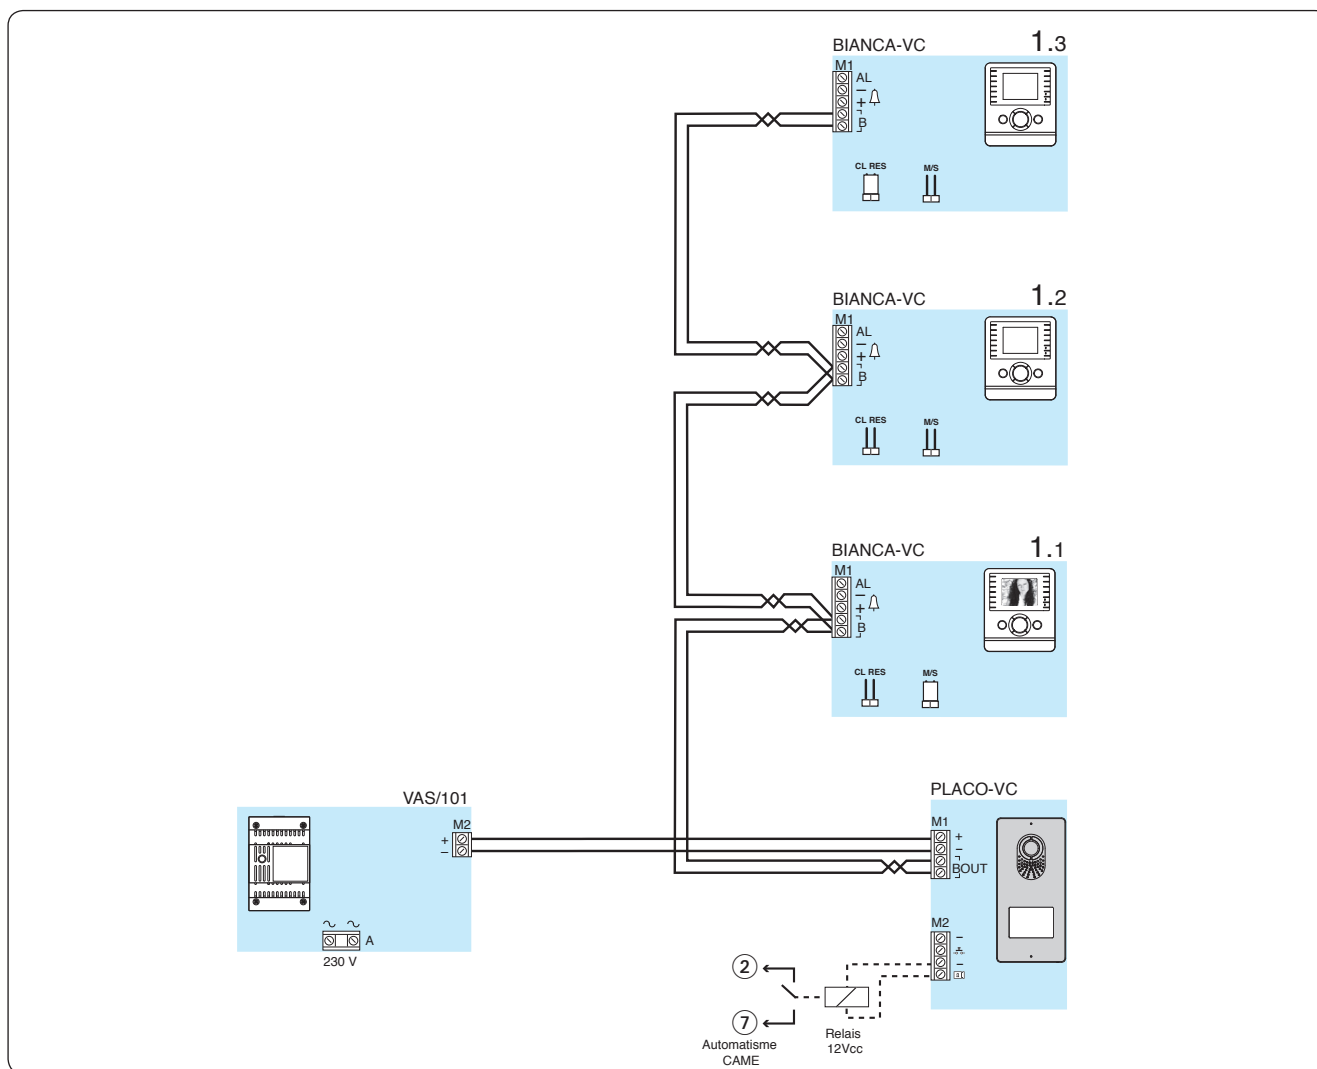 BIANCA-VC 1.3
M1
AL
−
+
B
CL RES M/S
BIANCA-VC 1.2
M1
AL
−
+
B
CL RES M/S
BIANCA-VC 1.1
M1
AL
−
+
B
CL RES M/S
VAS/101
M2
+
−
A
230 V
PLACO-VC
M1
+
−
BOUT
M2
−
−
2
7
Automatisme
CAME
Relais
12Vcc